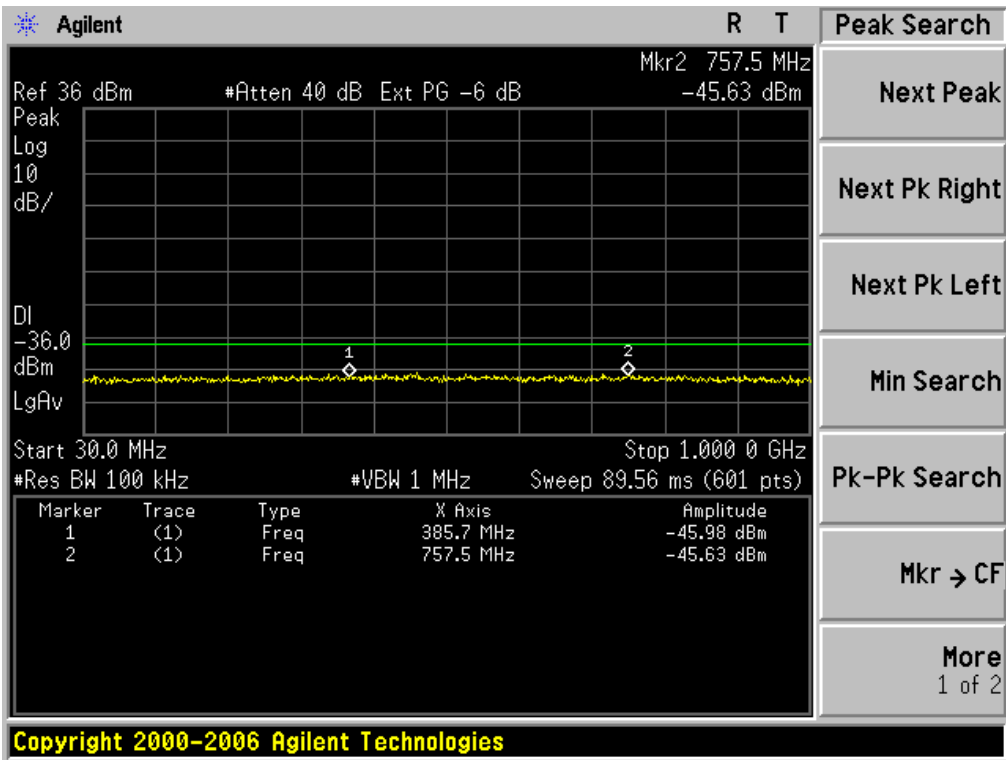 Agilent R T Peak Search
Mkr2 757.5 MHz
Ref 36 dBm #Atten 40 dB Ext PG -6 dB -45.63 dBm
Peak
Log
10
dB/
DI
-36.0
dBm
LgAv
1 2
Start 30.0 MHz Stop 1.000 0 GHz
#Res BW 100 kHz #VBW 1 MHz Sweep 89.56 ms (601 pts)
Marker Trace Type X Axis Amplitude
1 (1) Freq 385.7 MHz -45.98 dBm
2 (1) Freq 757.5 MHz -45.63 dBm
Next Peak
Next Pk Right
Next Pk Left
Min Search
Pk-Pk Search
Mkr → CF
More
1 of 2
Copyright 2000-2006 Agilent Technologies